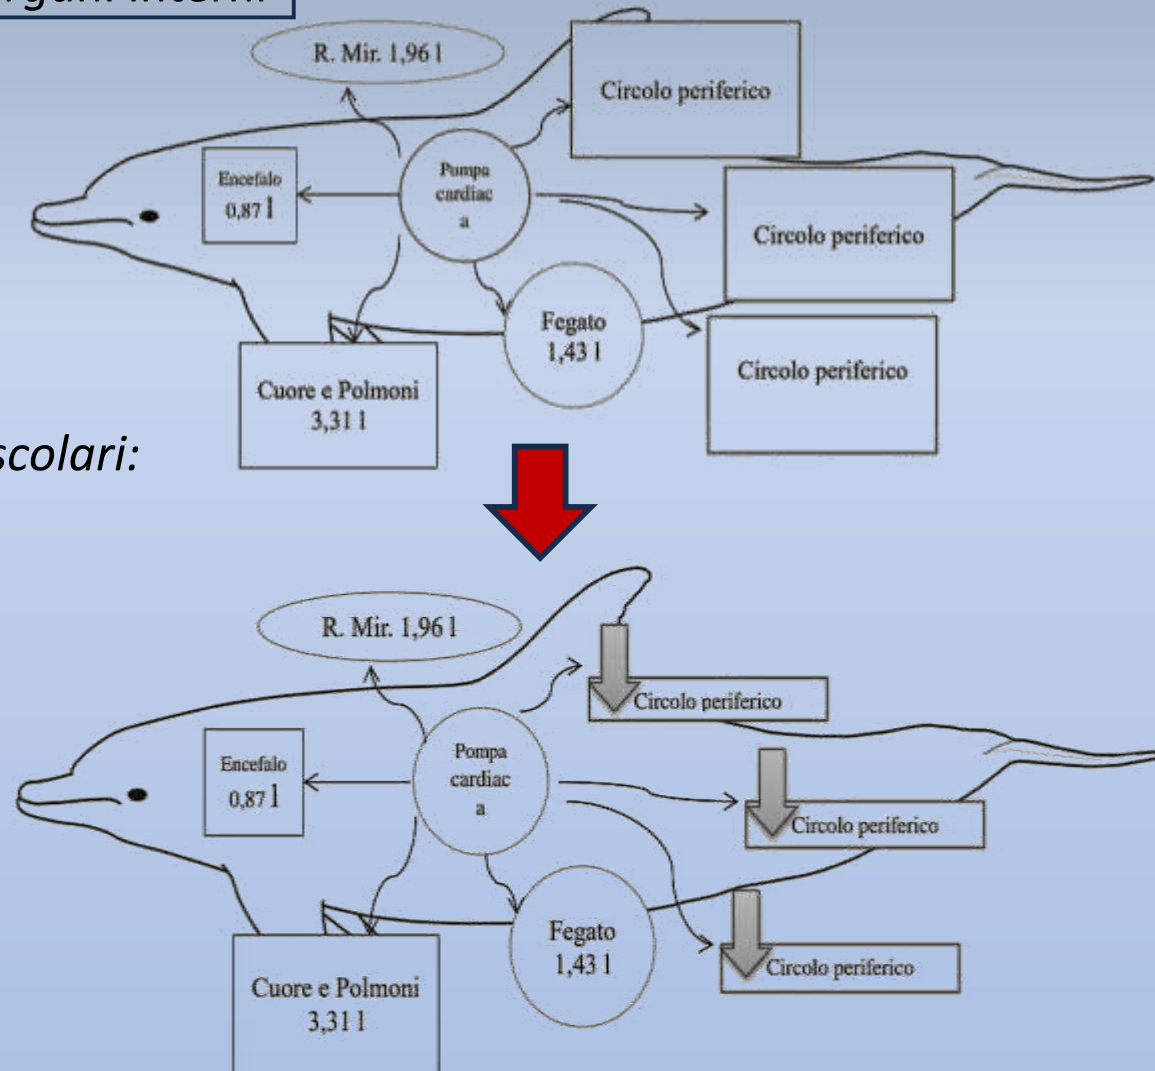 organi interni
R. Mir. 1,96 l
Circolo periferico
Encefalo
0,87 l
Pompa
cardiac
a
Circolo periferico
Fegato
1,43 l
Circolo periferico
Cuore e Polmoni
3,31 l
scolari:
R. Mir. 1,96 l
Circolo periferico
Encefalo
0,87 l
Pompa
cardiac
a
Circolo periferico
Fegato
1,43 l
Circolo periferico
Cuore e Polmoni
3,31 l